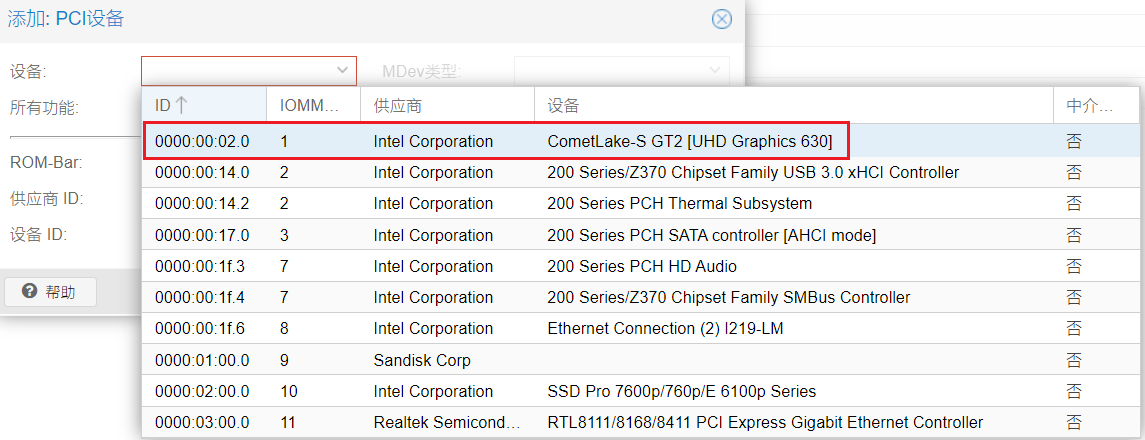 添加: PCI设备
设备:
MDev类型:
所有功能:
ROM-Bar:
供应商 ID:
设备 ID:
帮助
ID IOMM... 供应商 设备 中介...
0000:00:02.0 1 Intel Corporation CometLake-S GT2 [UHD Graphics 630] 否
0000:00:14.0 2 Intel Corporation 200 Series/Z370 Chipset Family USB 3.0 xHCI Controller 否
0000:00:14.2 2 Intel Corporation 200 Series PCH Thermal Subsystem 否
0000:00:17.0 3 Intel Corporation 200 Series PCH SATA controller [AHCI mode] 否
0000:00:1f.3 7 Intel Corporation 200 Series PCH HD Audio 否
0000:00:1f.4 7 Intel Corporation 200 Series/Z370 Chipset Family SMBus Controller 否
0000:00:1f.6 8 Intel Corporation Ethernet Connection (2) I219-LM 否
0000:01:00.0 9 Sandisk Corp 否
0000:02:00.0 10 Intel Corporation SSD Pro 7600p/760p/E 6100p Series 否
0000:03:00.0 11 Realtek Semicond... RTL8111/8168/8411 PCI Express Gigabit Ethernet Controller 否